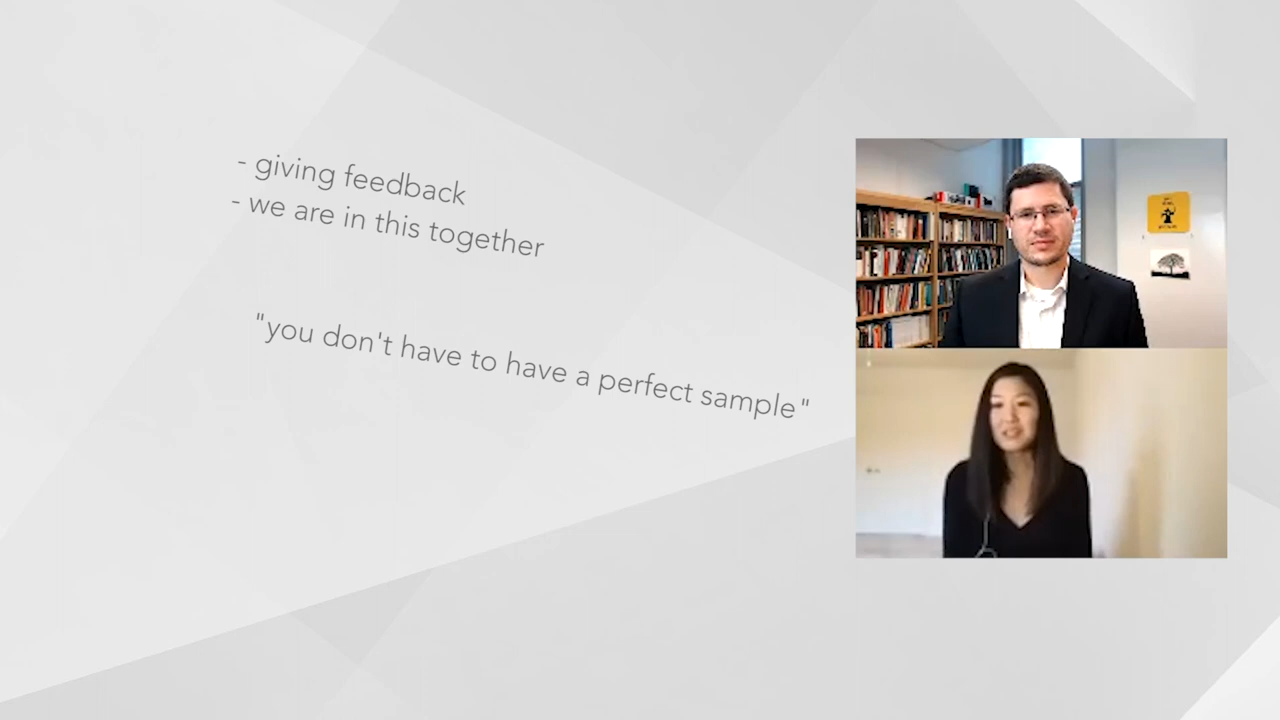 - giving feedback
- we are in this together
"you don't have to have a perfect sample"